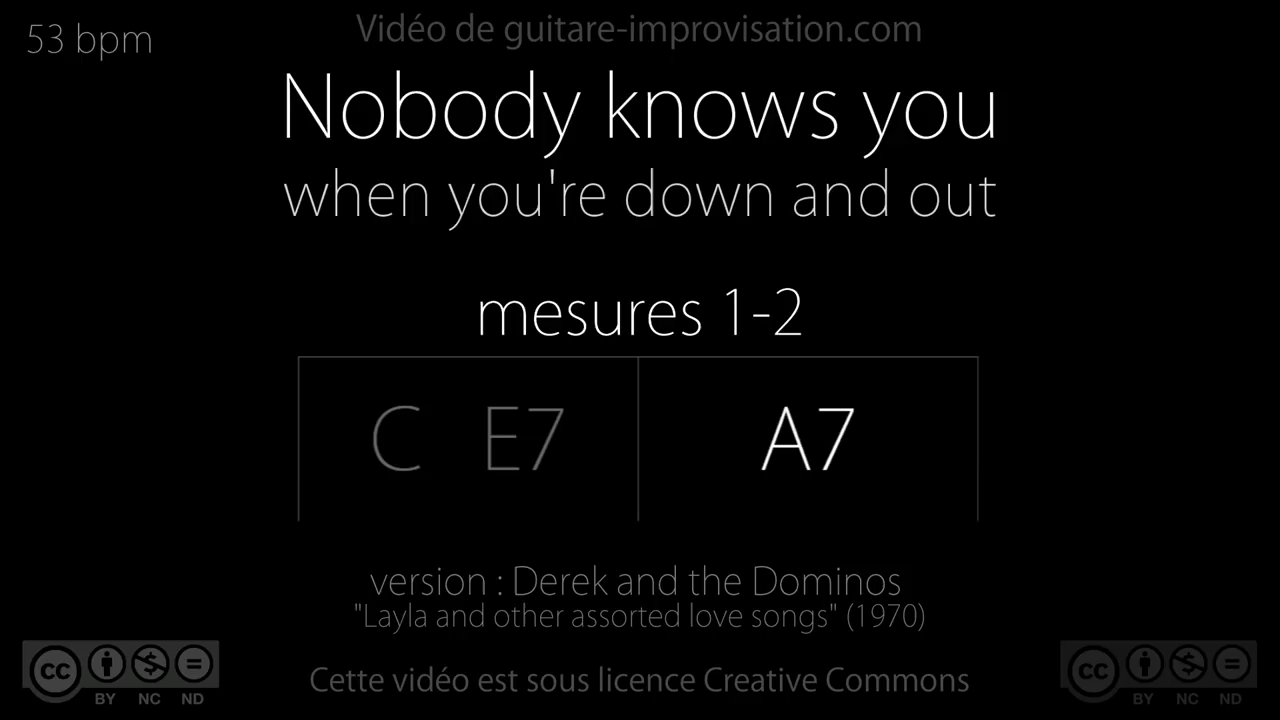 53 bpm
Vidéo de guitare-improvisation.com
Nobody knows you
when you're down and out
mesures 1-2
C E7 A7
version : Derek and the Dominos
"Layla and other assorted love songs" (1970)
Cette vidéo est sous licence Creative Commons
cc BY NC ND
cc BY NC ND